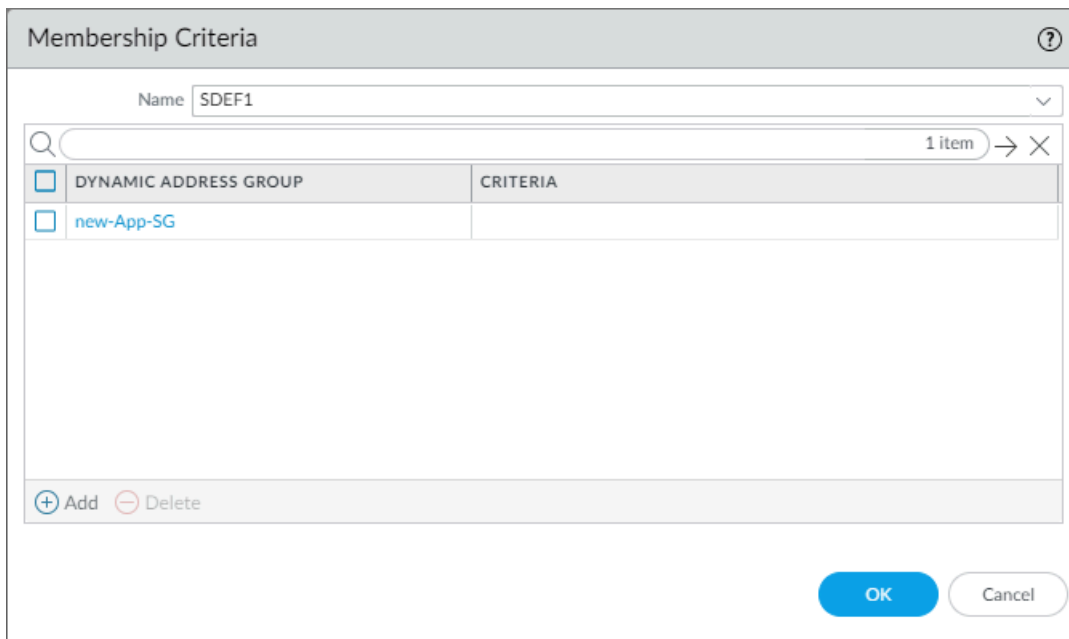 Membership Criteria ?
Name SDEF1
1 item
DYNAMIC ADDRESS GROUP CRITERIA
new-App-SG
Add Delete
OK Cancel